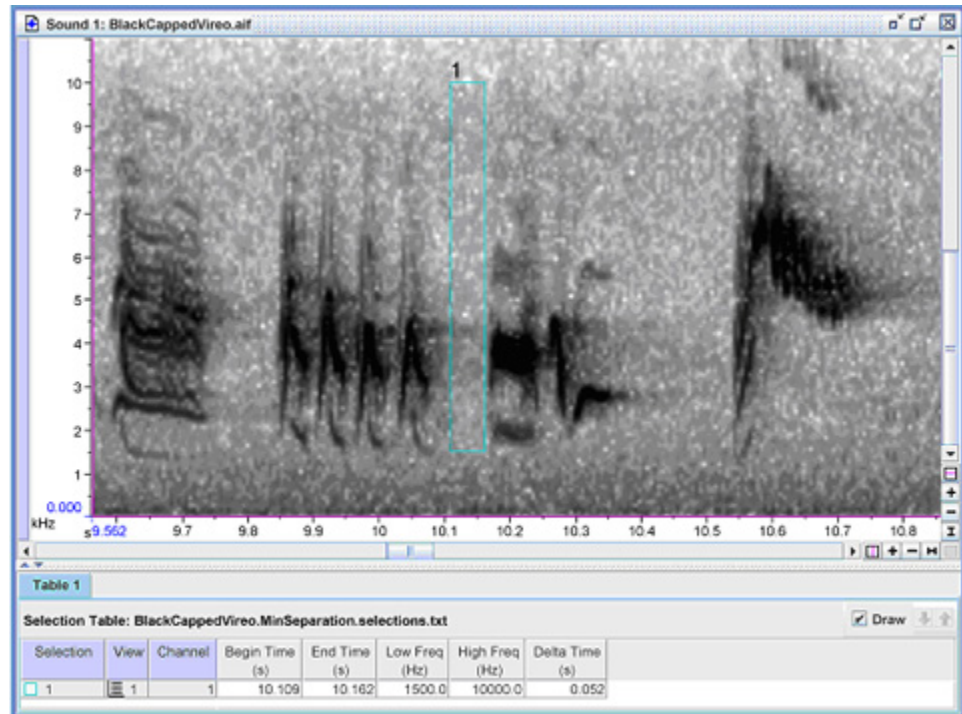 Sound 1: BlackCappedVireo.aif
1
10
9
8
7
6
5
4
3
2
1
0.000
kHz
s 9.562 9.7 9.8 9.9 10 10.1 10.2 10.3 10.4 10.5 10.6 10.7 10.8
Table 1
Selection Table: BlackCappedVireo.MinSeparation.selections.txt Draw
Selection View Channel Begin Time (s) End Time (s) Low Freq (Hz) High Freq (Hz) Delta Time (s)
1 1 1 10.109 10.162 1500.0 10000.0 0.052